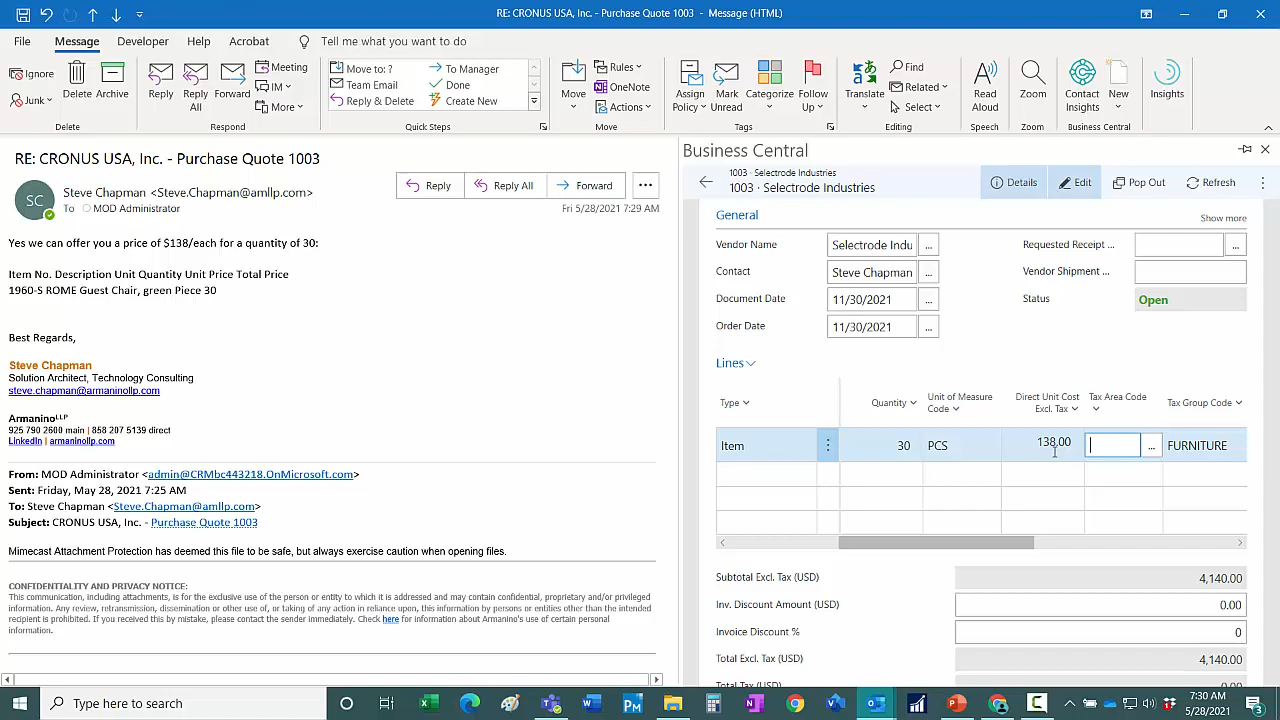 RE: CRONUS USA, Inc. - Purchase Quote 1003 - Message (HTML)
File Message Developer Help Acrobat Tell me what you want to do
Ignore
Junk
Delete
Archive
Delete
Reply
Reply All
Forward
Meeting
IM
More
Respond
Move to: ?
Team Email
Reply & Delete
To Manager
Done
Create New
Quick Steps
Move
Rules
OneNote
Actions
Move
Assign Policy
Mark Unread
Categorize
Follow Up
Tags
Translate
Find
Related
Select
Editing
Read Aloud
Speech
Zoom
Zoom
Contact Insights
New
Business Central
Insights
RE: CRONUS USA, Inc. - Purchase Quote 1003
SC
Steve Chapman <Steve.Chapman@amllp.com>
To MOD Administrator
Reply Reply All Forward
Fri 5/28/2021 7:29 AM
Yes we can offer you a price of $138/each for a quantity of 30:
Item No. Description Unit Quantity Unit Price Total Price
1960-S ROME Guest Chair, green Piece 30
Best Regards,
Steve Chapman
Solution Architect, Technology Consulting
steve.chapman@armaninollp.com
Armanino LLP
925 790 2600 main | 858 207 5139 direct
LinkedIn | armaninollp.com
From: MOD Administrator <admin@CRMbc443218.OnMicrosoft.com>
Sent: Friday, May 28, 2021 7:25 AM
To: Steve Chapman <Steve.Chapman@amllp.com>
Subject: CRONUS USA, Inc. - Purchase Quote 1003
Mimecast Attachment Protection has deemed this file to be safe, but always exercise caution when opening files.
CONFIDENTIALITY AND PRIVACY NOTICE:
This communication, including attachments, is for the exclusive use of the person or entity to which it is addressed and may contain confidential, proprietary and/or privileged
information. Any review, retransmission, dissemination or other use of, or taking of any action in reliance upon, this information by persons or entities other than the intended
recipient is prohibited. If you received this by mistake, please contact the sender immediately. Check here for information about Armanino's use of certain personal
information.
Business Central
1003 · Selectrode Industries
1003 · Selectrode Industries
Details Edit Pop Out Refresh
General
Show more
Vendor Name Selectrode Indu ...
Requested Receipt ... ...
Contact Steve Chapman ...
Vendor Shipment ...
Document Date 11/30/2021 ...
Status Open
Order Date 11/30/2021 ...
Lines
Type Quantity Unit of Measure Code Direct Unit Cost Excl. Tax Tax Area Code Tax Group Code
Item 30 PCS 138.00 ... FURNITURE
Subtotal Excl. Tax (USD) 4,140.00
Inv. Discount Amount (USD) 0.00
Invoice Discount % 0
Total Excl. Tax (USD) 4,140.00
Total Tax (USD) 0.00
Type here to search
7:30 AM
5/28/2021